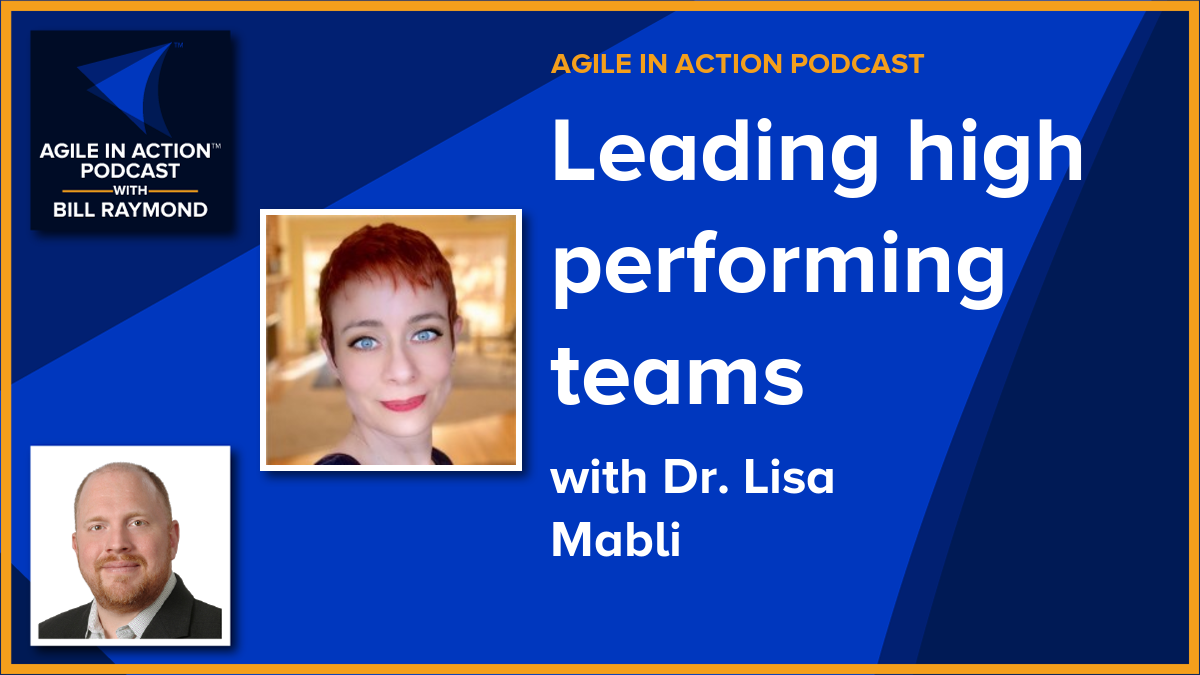 AGILE IN ACTION™
PODCAST
WITH
BILL RAYMOND
AGILE IN ACTION PODCAST
Leading high
performing
teams
with Dr. Lisa
Mabli